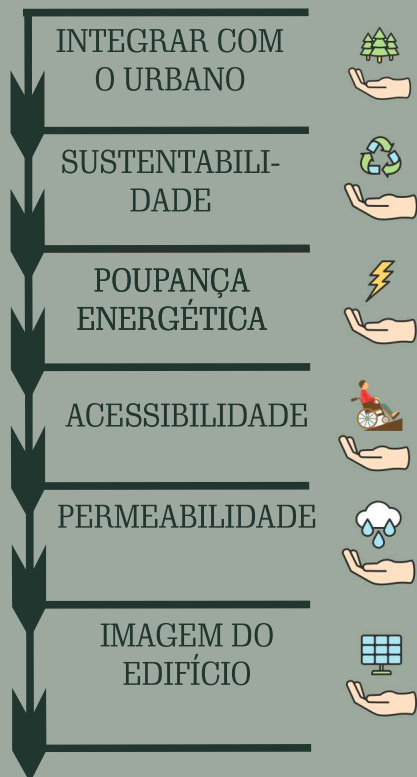 INTEGRAR COM
O URBANO
SUSTENTABILI-
DADE
POUPANÇA
ENERGÉTICA
ACESSIBILIDADE
PERMEABILIDADE
IMAGEM DO
EDIFÍCIO